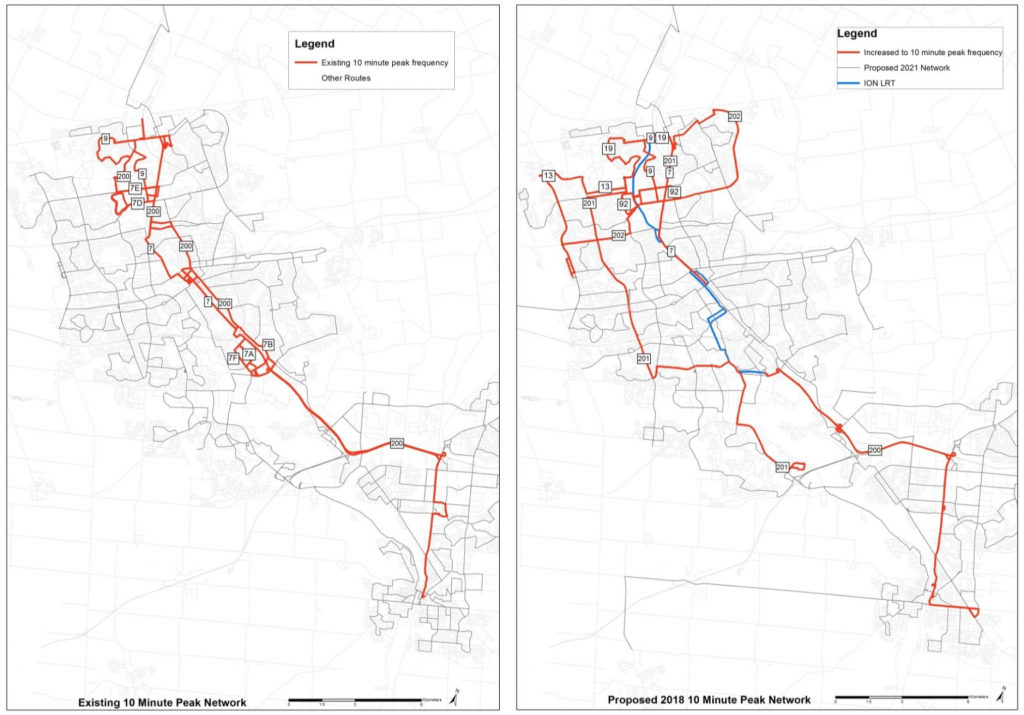 Legend
Existing 10 minute peak frequency
Other Routes
9
200
9
7E
7D
200
7
200
7
200
7B
7F
7A
200
Existing 10 Minute Peak Network
Legend
Increased to 10 minute peak frequency
Proposed 2021 Network
ION LRT
202
9
19
19
201
13
9
7
13
92
201
92
202
7
201
200
201
Proposed 2018 10 Minute Peak Network